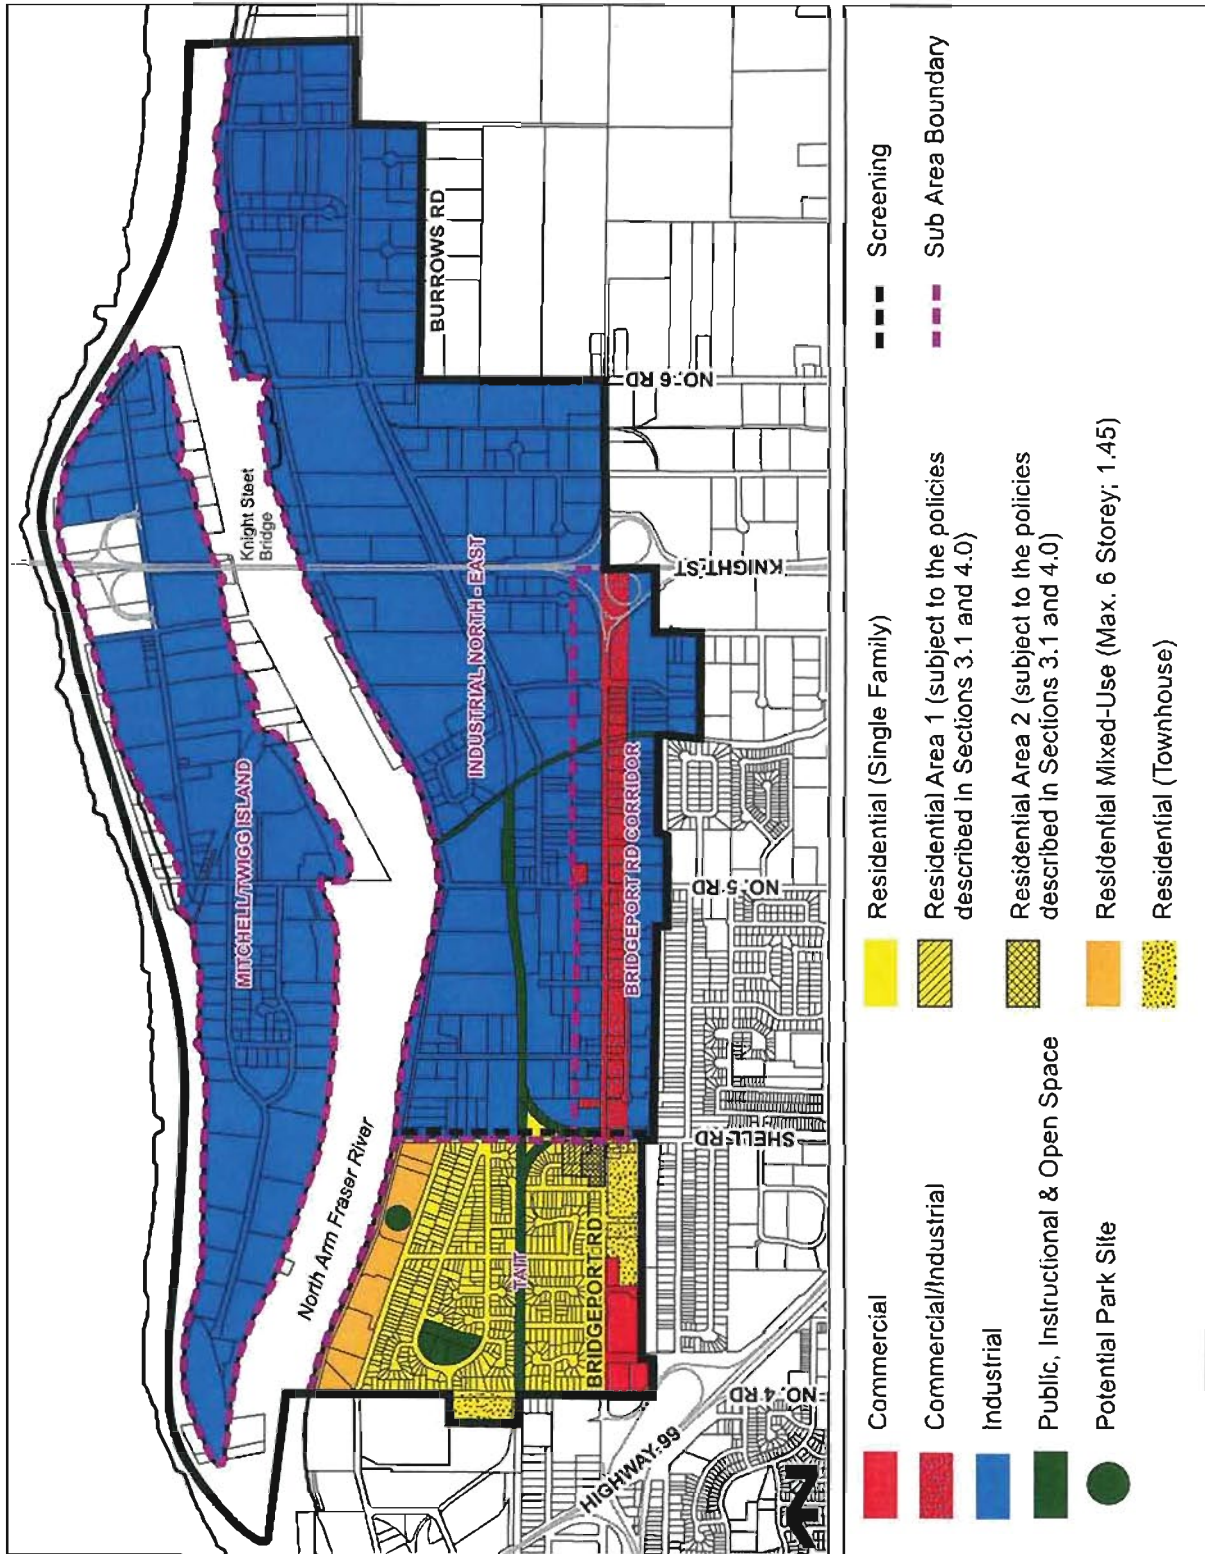 MITCHELL/TWIGG ISLAND
Knight Steet
Bridge
North Arm Fraser River
INDUSTRIAL NORTH - EAST
BURROWS RD
TAIT
BRIDGEPORT RD
BRIDGEPORT RD CORRIDOR
NO. 6 RD
KNIGHT ST
NO. 5 RD
SHELL RD
NO. 4 RD
HIGHWAY 99
N
Commercial
Commercial/Industrial
Industrial
Public, Instructional & Open Space
Potential Park Site
Residential (Single Family)
Residential Area 1 (subject to the policies
described in Sections 3.1 and 4.0)
Residential Area 2 (subject to the policies
described in Sections 3.1 and 4.0)
Residential Mixed-Use (Max. 6 Storey; 1.45)
Residential (Townhouse)
Screening
Sub Area Boundary